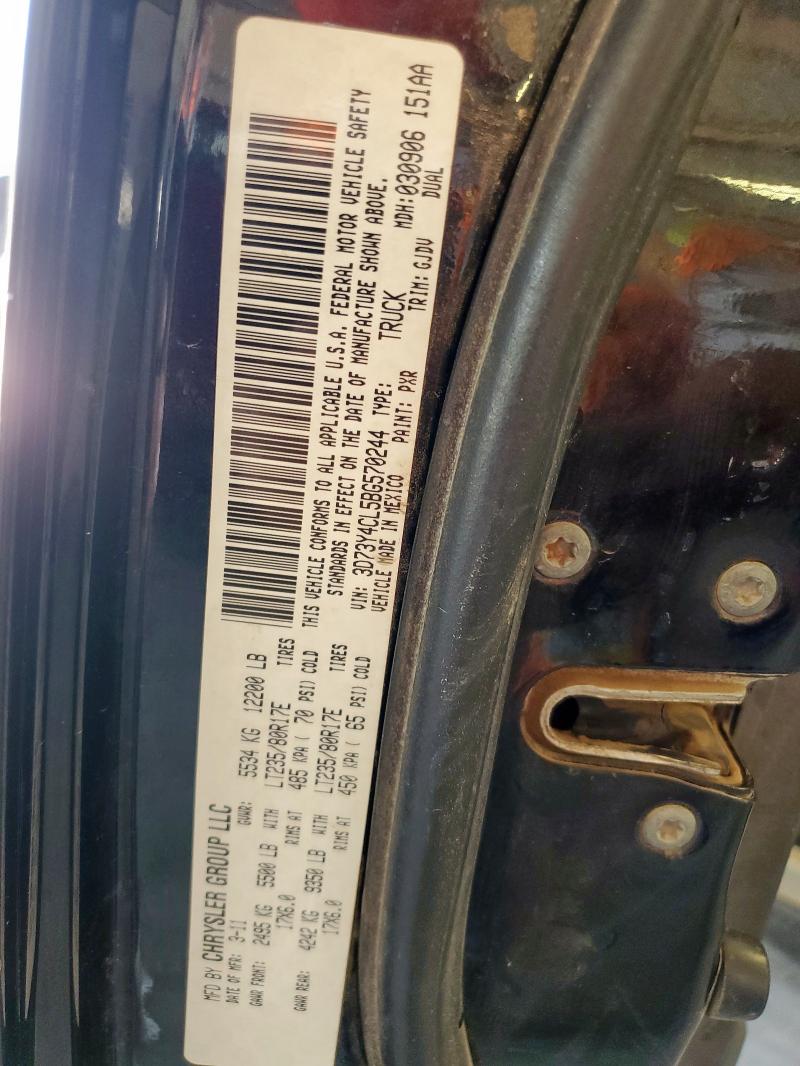 MFD BY CHRYSLER GROUP LLC
DATE OF MFR: 3-11 GVWR: 5534 KG 12200 LB
GAWR FRONT: 2495 KG 5500 LB WITH LT235/80R17E TIRES
17X6.0 RIMS AT 485 KPA ( 70 PSI) COLD
GAWR REAR: 4242 KG 9350 LB WITH LT235/80R17E TIRES
17X6.0 RIMS AT 450 KPA ( 65 PSI) COLD
THIS VEHICLE CONFORMS TO ALL APPLICABLE U.S.A. FEDERAL MOTOR VEHICLE SAFETY
STANDARDS IN EFFECT ON THE DATE OF MANUFACTURE SHOWN ABOVE.
VIN: 3D73Y4CL5BG570244 TYPE: TRUCK MDH:030906 151AA
VEHICLE MADE IN MEXICO PAINT: PXR TRIM: GJDV DUAL